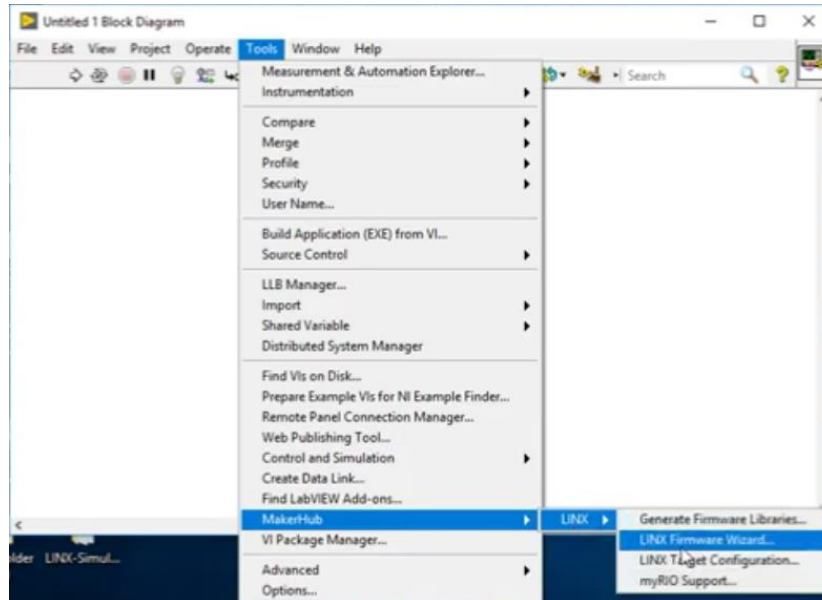 Untitled 1 Block Diagram
File Edit View Project Operate Tools Window Help
Search
Measurement & Automation Explorer...
Instrumentation
Compare
Merge
Profile
Security
User Name...
Build Application (EXE) from VI...
Source Control
LLB Manager...
Import
Shared Variable
Distributed System Manager
Find VIs on Disk...
Prepare Example VIs for NI Example Finder...
Remote Panel Connection Manager...
Web Publishing Tool...
Control and Simulation
Create Data Link...
Find LabVIEW Add-ons...
MakerHub LINX Generate Firmware Libraries...
VI Package Manager... LINX Firmware Wizard...
LINX Target Configuration...
Advanced myRIO Support...
Options...
lder LINX-Simul...